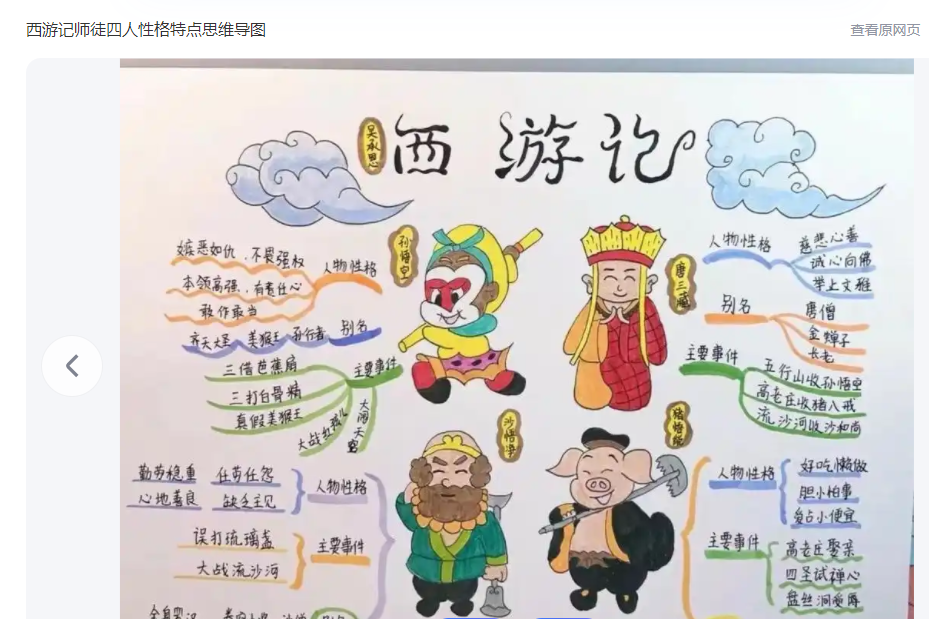 西游记师徒四人性格特点思维导图
查看原网页
吴承恩
西游记
孙悟空
人物性格
嫉恶如仇，不畏强权
本领高强，有责任心
敢作敢当
别名
齐天大圣 美猴王 孙行者
主要事件
三借芭蕉扇
三打白骨精
真假美猴王
大战红孩儿
大闹天宫
唐三藏
人物性格
慈悲心善
诚心向佛
举止文雅
别名
唐僧
金蝉子
长老
主要事件
五行山收孙悟空
高老庄收猪八戒
流沙河收沙和尚
沙悟净
人物性格
勤劳稳重 任劳任怨
心地善良 缺乏主见
主要事件
误打琉璃盏
大战流沙河
猪悟能
人物性格
好吃懒做
胆小怕事
爱占小便宜
主要事件
高老庄娶亲
四圣试禅心